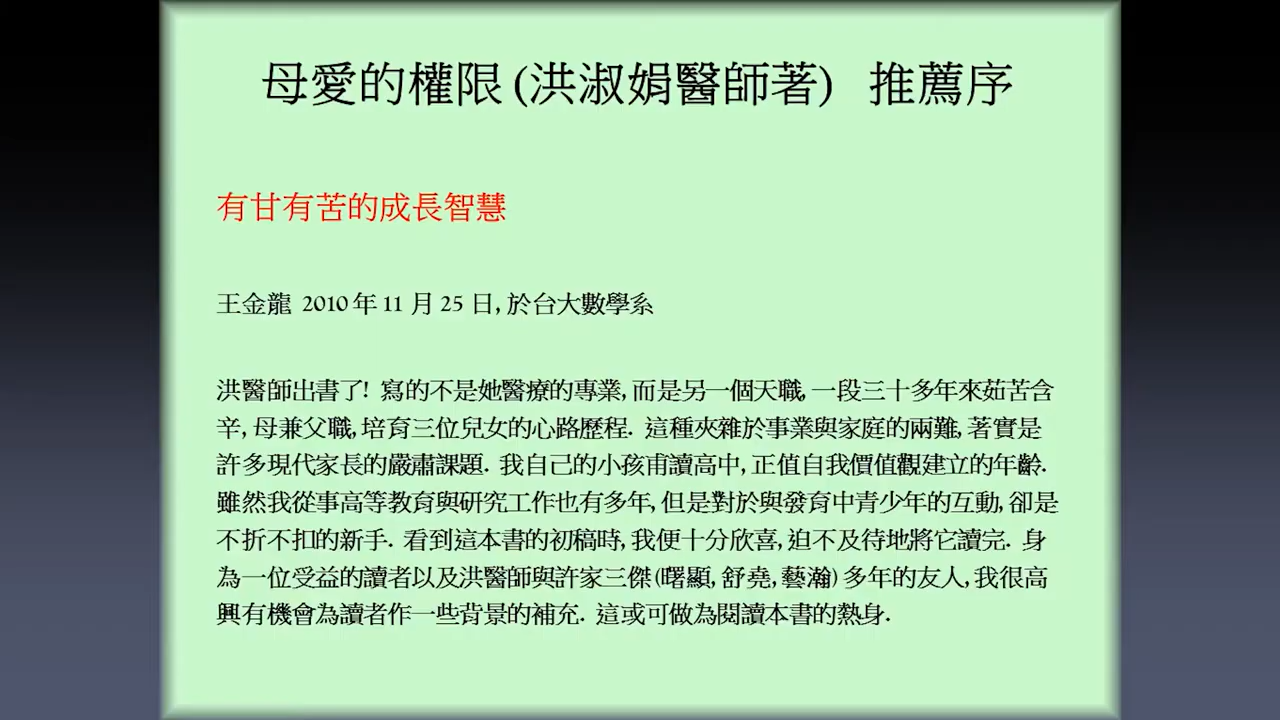 母愛的權限 (洪淑娟醫師著) 推薦序
有甘有苦的成長智慧
王金龍 2010 年 11 月 25 日, 於台大數學系
洪醫師出書了! 寫的不是她醫療的專業, 而是另一個天職, 一段三十多年來茹苦含
辛, 母兼父職, 培育三位兒女的心路歷程. 這種夾雜於事業與家庭的兩難, 著實是
許多現代家長的嚴肅課題. 我自己的小孩甫讀高中, 正值自我價值觀建立的年齡.
雖然我從事高等教育與研究工作也有多年, 但是對於與發育中青少年的互動, 卻是
不折不扣的新手. 看到這本書的初稿時, 我便十分欣喜, 迫不及待地將它讀完. 身
為一位受益的讀者以及洪醫師與許家三傑 (曙顯, 舒堯, 藝瀚) 多年的友人, 我很高
興有機會為讀者作一些背景的補充. 這或可做為閱讀本書的熱身.